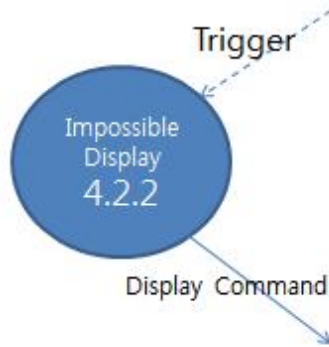 Trigger
Impossible
Display
4.2.2
Display Command